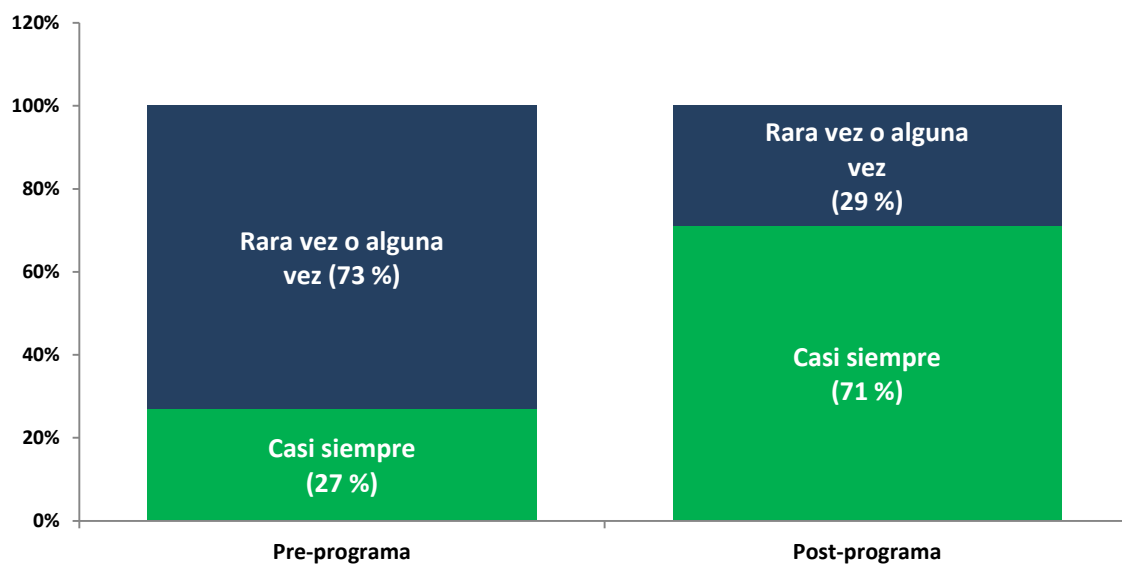 120%
100%
80%
60%
40%
20%
0%
Rara vez o alguna
vez (73 %)
Casi siempre
(27 %)
Rara vez o alguna
vez
(29 %)
Casi siempre
(71 %)
Pre-programa
Post-programa